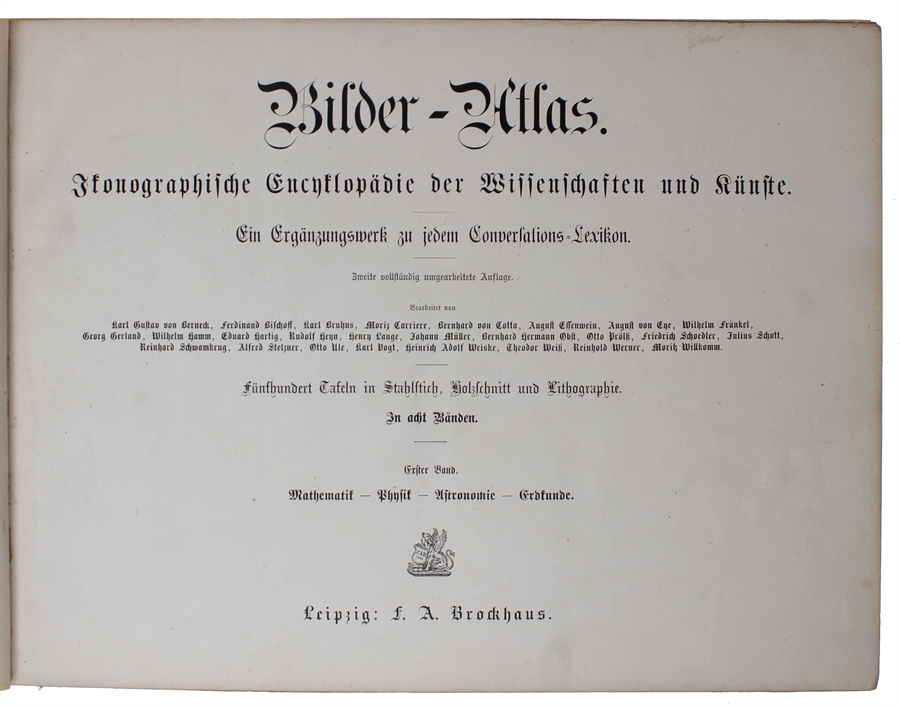 Bilder-Atlas.
Ikonographische Encyklopädie der Wissenschaften und Künste.
Ein Ergänzungswerk zu jedem Conversations-Lexikon.
Zweite vollständig umgearbeitete Auflage.
Bearbeitet von
Karl Gustav von Berneck, Ferdinand Bischoff, Karl Bruhns, Moriz Carriere, Bernhard von Cotta, August Essenwein, August von Eye, Wilhelm Fränkel,
Georg Gerland, Wilhelm Hamm, Eduard Hartig, Rudolf Heyn, Henry Lange, Johann Müller, Bernhard Hermann Obst, Otto Prölß, Friedrich Schoedler, Julius Schott,
Reinhard Schwamkrug, Alfred Stelzner, Otto Ule, Karl Vogt, Heinrich Adolf Weiske, Theodor Weiß, Reinhold Werner, Moritz Willkomm.
Fünfhundert Tafeln in Stahlstich, Holzschnitt und Lithographie.
In acht Bänden.
Erster Band.
Mathematik — Physik — Astronomie — Erdkunde.
Leipzig: F. A. Brockhaus.